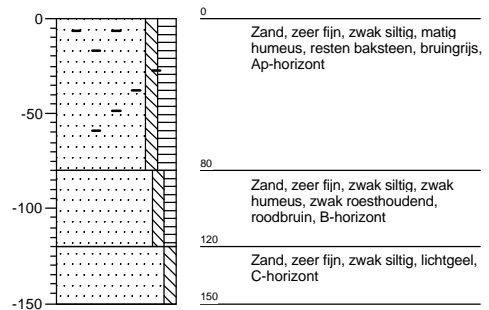 0
0
Zand, zeer fijn, zwak siltig, matig
humeus, resten baksteen, bruingrijs,
Ap-horizont
-50
80
Zand, zeer fijn, zwak siltig, zwak
humeus, zwak roesthoudend,
roodbruin, B-horizont
-100
120
Zand, zeer fijn, zwak siltig, lichtgeel,
C-horizont
-150
150